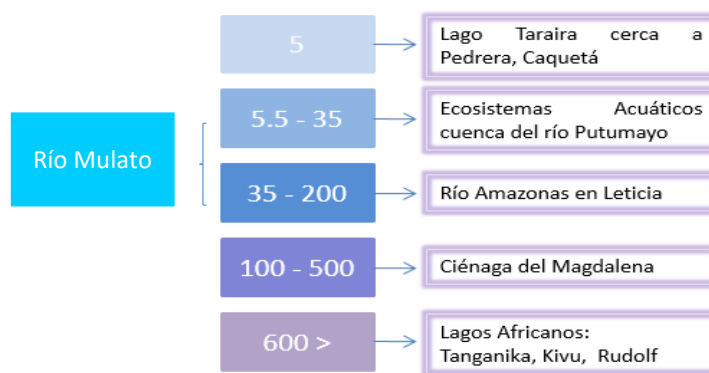 5
Lago Taraira cerca a
Pedrera, Caquetá
5.5 - 35
Ecosistemas Acuáticos
cuenca del río Putumayo
Río Mulato
35 - 200
Río Amazonas en Leticia
100 - 500
Ciénaga del Magdalena
600 >
Lagos Africanos:
Tanganika, Kivu, Rudolf